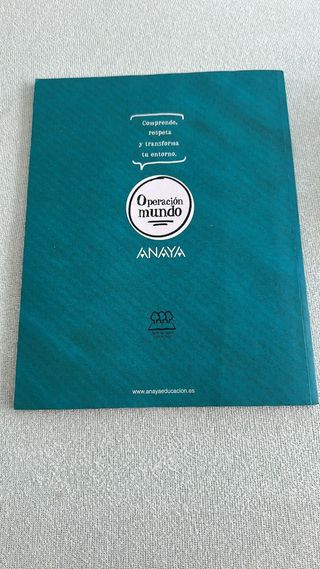 Comprende,
respeta
y transforma
tu entorno.
Operación
mundo
ANAYA
www.anayaeducacion.es